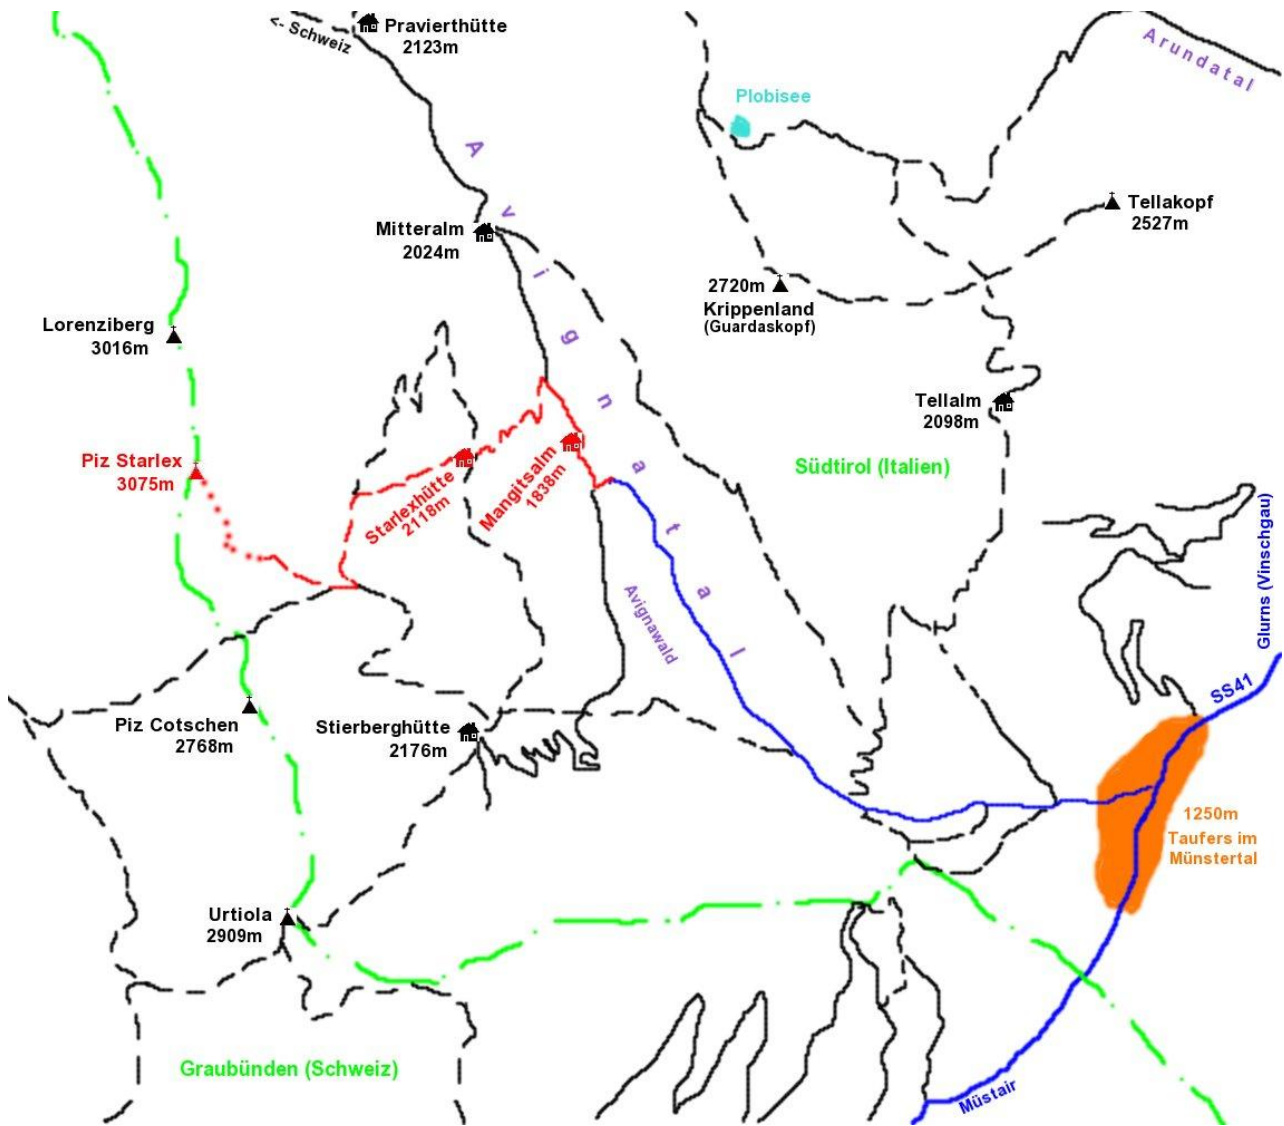 <- Schweiz
Pravierthütte
2123m
Arundatal
Plobisee
Avignatal
Mitteralm
2024m
Tellakopf
2527m
2720m
Krippenland
(Guardaskopf)
Lorenziberg
3016m
Tellalm
2098m
Piz Starlex
3075m
Südtirol (Italien)
Starlexhütte
2118m
Mangitsalm
1838m
Glurns (Vinschgau)
Avignawald
SS41
Piz Cotschen
2768m
Stierberghütte
2176m
1250m
Taufers im
Münstertal
Urtiola
2909m
Graubünden (Schweiz)
Müstair